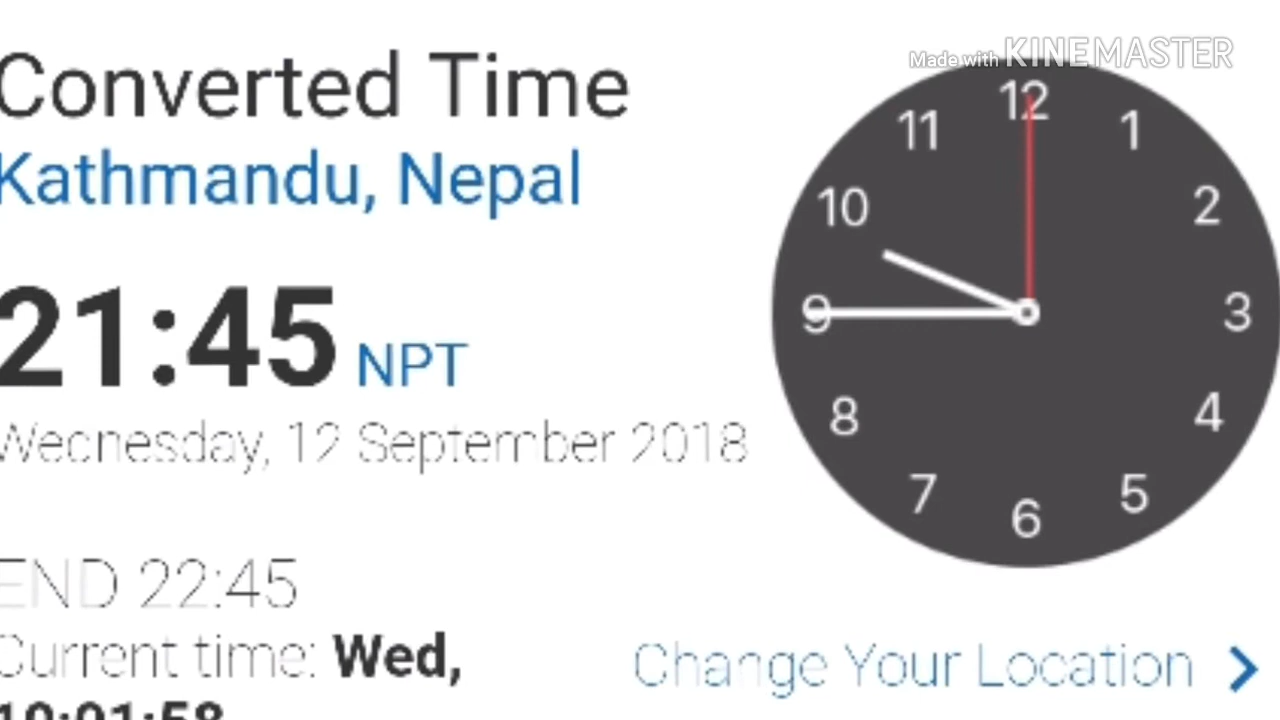 Made with KINEMASTER
Converted Time
Kathmandu, Nepal
21:45 NPT
Wednesday, 12 September 2018
END 22:45
Current time: Wed,
Change Your Location
12
1
2
3
4
5
6
7
8
9
10
11